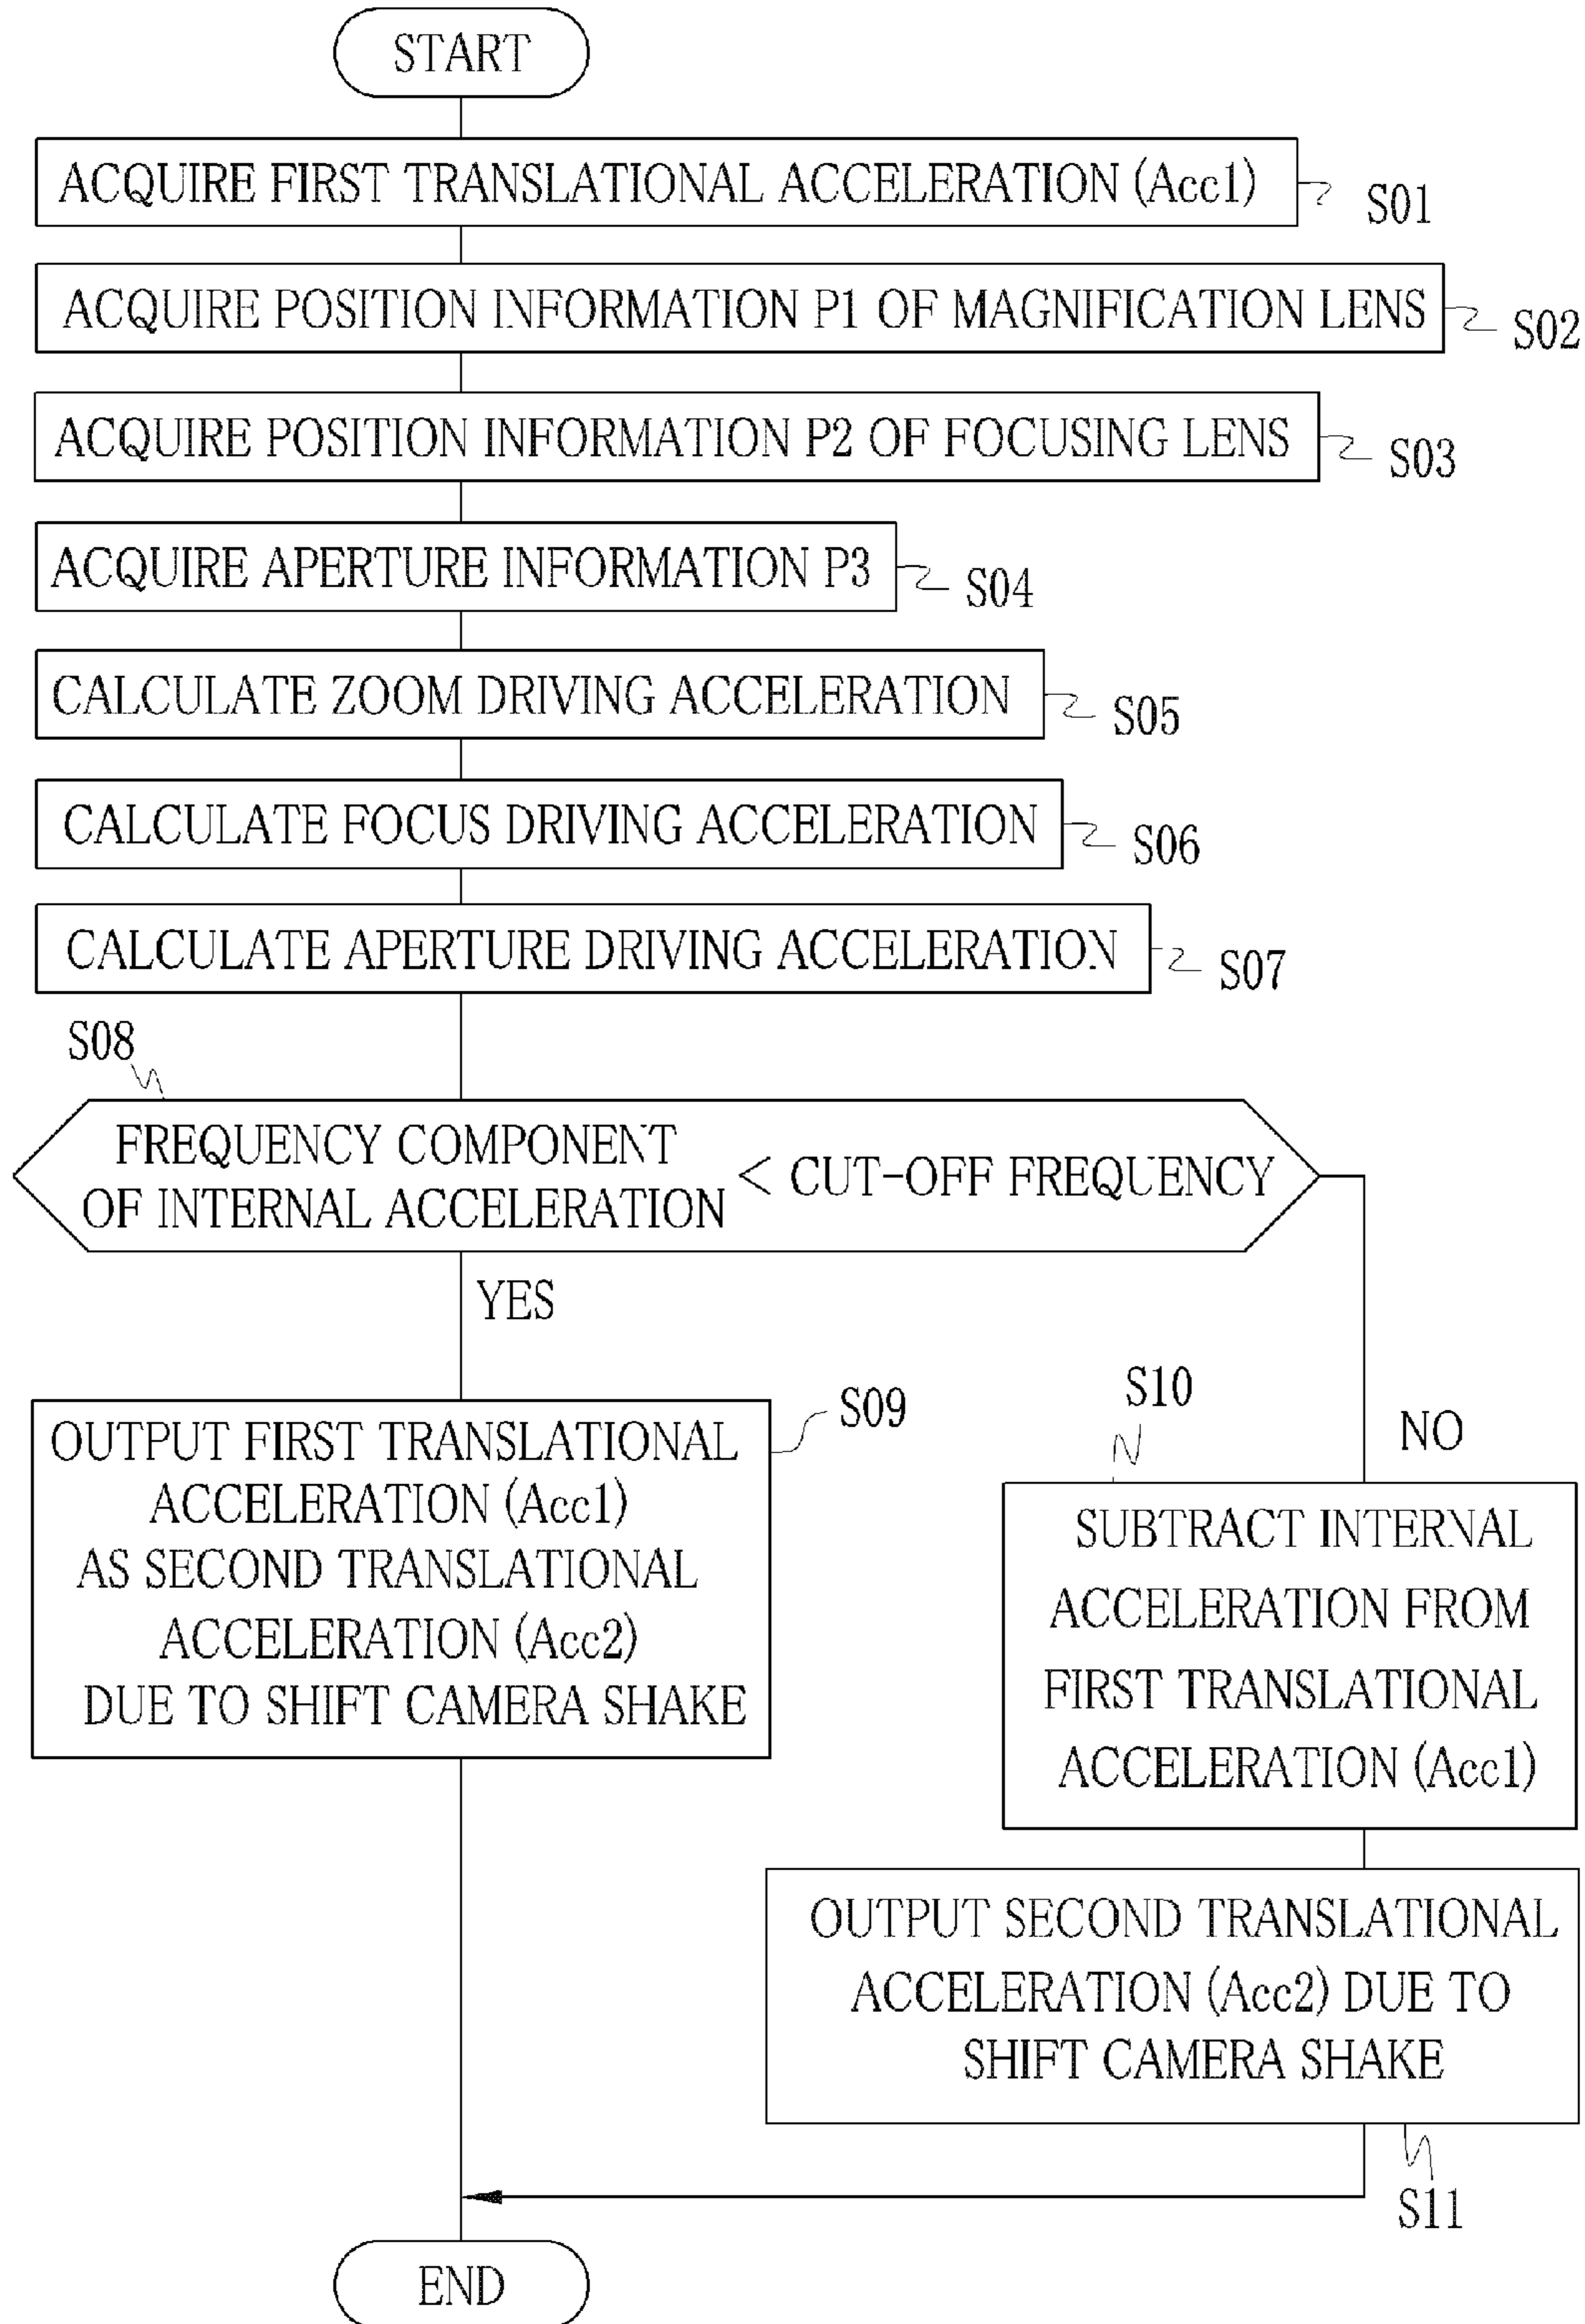 START
ACQUIRE FIRST TRANSLATIONAL ACCELERATION (Acc1)
S01
ACQUIRE POSITION INFORMATION P1 OF MAGNIFICATION LENS
S02
ACQUIRE POSITION INFORMATION P2 OF FOCUSING LENS
S03
ACQUIRE APERTURE INFORMATION P3
S04
CALCULATE ZOOM DRIVING ACCELERATION
S05
CALCULATE FOCUS DRIVING ACCELERATION
S06
CALCULATE APERTURE DRIVING ACCELERATION
S07
S08
FREQUENCY COMPONENT
OF INTERNAL ACCELERATION
< CUT-OFF FREQUENCY
YES
S09
OUTPUT FIRST TRANSLATIONAL
ACCELERATION (Acc1)
AS SECOND TRANSLATIONAL
ACCELERATION (Acc2)
DUE TO SHIFT CAMERA SHAKE
S10
NO
SUBTRACT INTERNAL
ACCELERATION FROM
FIRST TRANSLATIONAL
ACCELERATION (Acc1)
OUTPUT SECOND TRANSLATIONAL
ACCELERATION (Acc2) DUE TO
SHIFT CAMERA SHAKE
S11
END